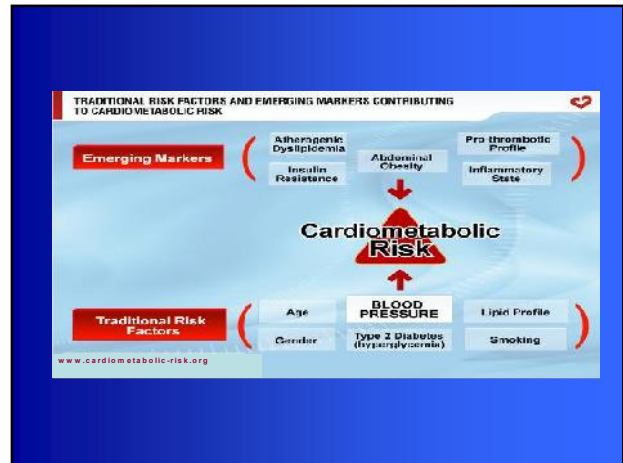 TRADITIONAL RISK FACTORS AND EMERGING MARKERS CONTRIBUTING
TO CARDIOMETABOLIC RISK
Emerging Markers
Atherogenic
Dyslipidemia
Abdominal
Obesity
Pro thrombotic
Profile
Insulin
Resistance
Inflammatory
State
Cardiometabolic
Risk
Traditional Risk
Factors
Age
BLOOD
PRESSURE
Lipid Profile
Gender
Type 2 Diabetes
(hyperglycemia)
Smoking
www.cardiometabolic-risk.org